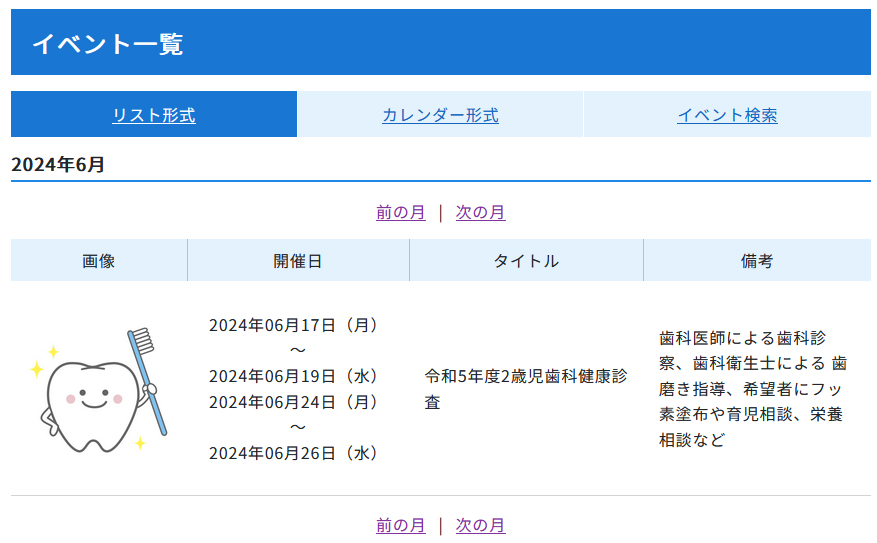 イベント一覧
リスト形式
カレンダー形式
イベント検索
2024年6月
前の月 | 次の月
画像
開催日
タイトル
備考
2024年06月17日（月）
～
2024年06月19日（水）
2024年06月24日（月）
～
2024年06月26日（水）
令和5年度2歳児歯科健康診
査
歯科医師による歯科診
察、歯科衛生士による 歯
磨き指導、希望者にフッ
素塗布や育児相談、栄養
相談など
前の月 | 次の月